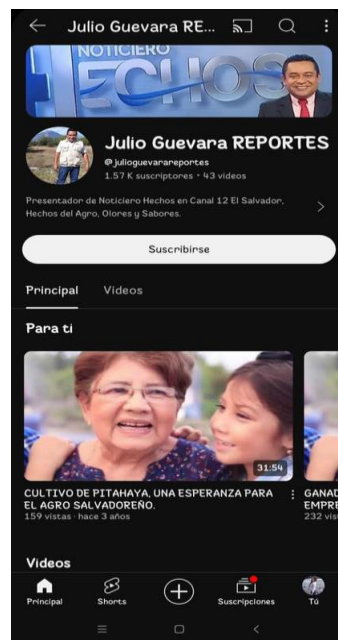 Julio Guevara RE...
NOTICIERO
ECHOS
Julio Guevara REPORTES
@julioguevarareportes
1.57 K suscriptores • 43 videos
Presentador de Noticiero Hechos en Canal 12 El Salvador,
Hechos del Agro, Olores y Sabores.
Suscribirse
Principal Videos
Para ti
31:54
CULTIVO DE PITAHAYA, UNA ESPERANZA PARA
EL AGRO SALVADOREÑO.
159 vistas · hace 3 años
GANAD
EMPRE
232 vis
Videos
Principal Shorts Suscripciones Tú